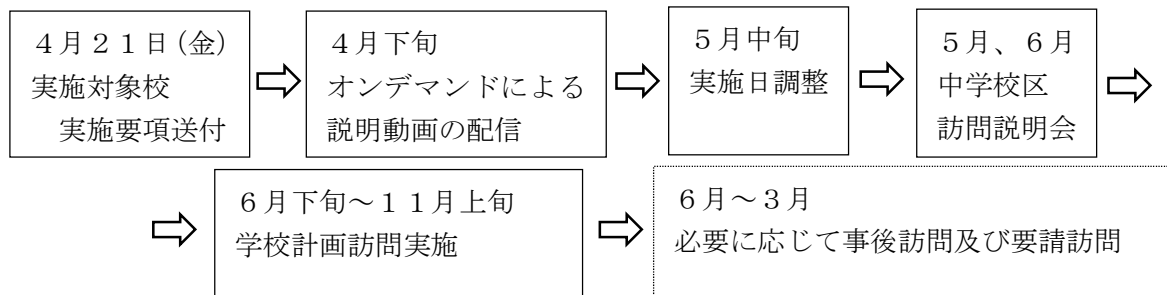 ４月２１日（金）
実施対象校
実施要項送付
４月下旬
オンデマンドによる
説明動画の配信
５月中旬
実施日調整
５月、６月
中学校区
訪問説明会
６月下旬～１１月上旬
学校計画訪問実施
６月～３月
必要に応じて事後訪問及び要請訪問